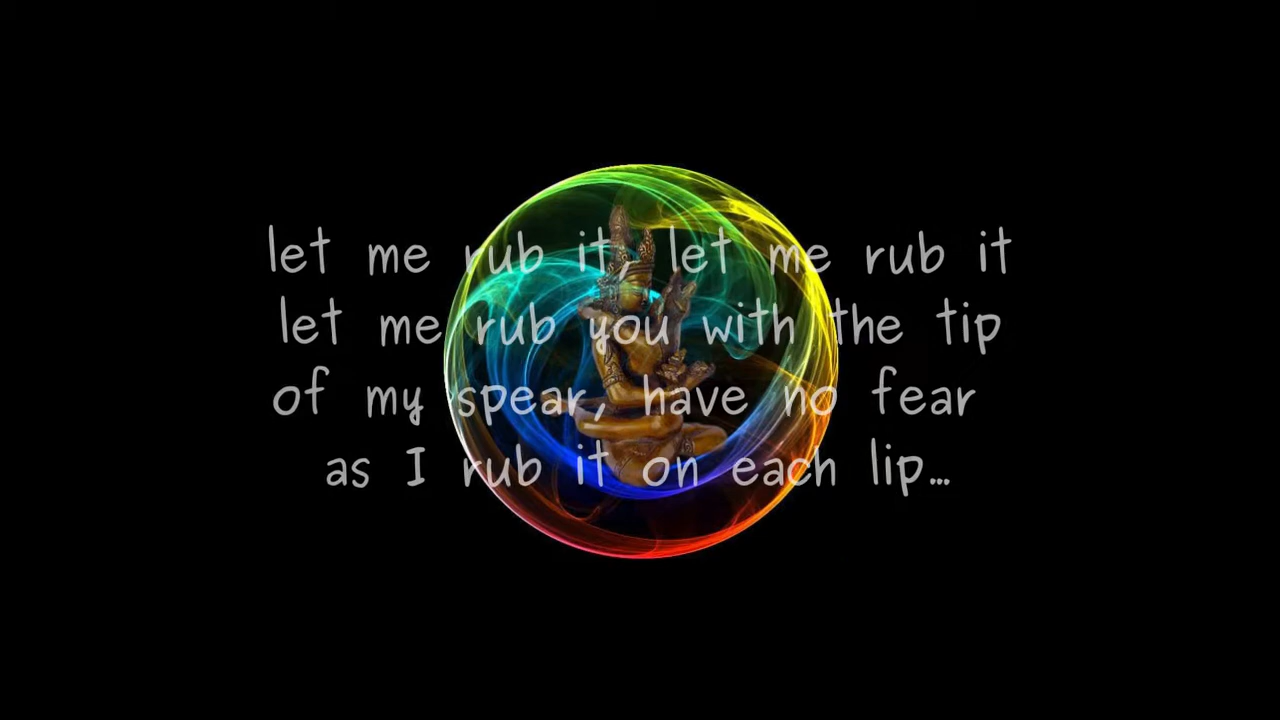 let me rub it, let me rub it
let me rub you with the tip
of my spear, have no fear
as I rub it on each lip…